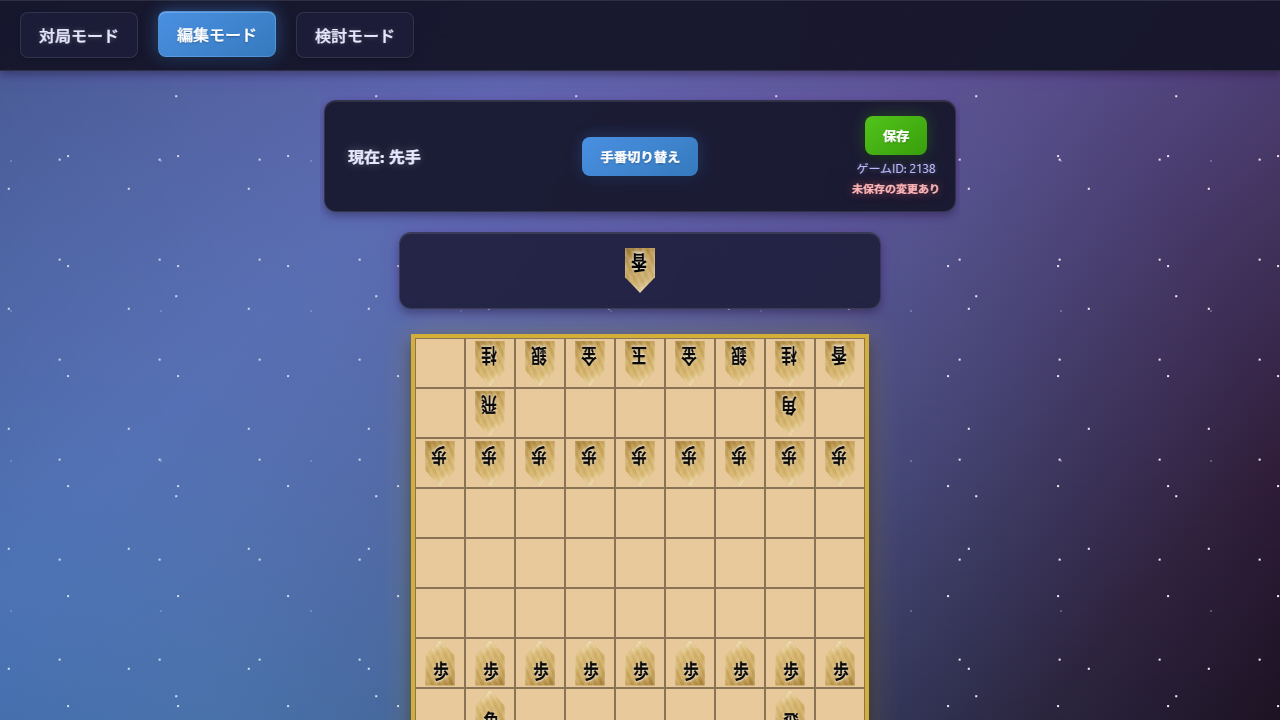 対局モード 編集モード 検討モード
現在: 先手
手番切り替え
保存
ゲームID: 2138
未保存の変更あり
香
桂 銀 金 玉 金 銀 桂 香
飛 角
歩 歩 歩 歩 歩 歩 歩 歩 歩
歩 歩 歩 歩 歩 歩 歩 歩 歩
角 飛